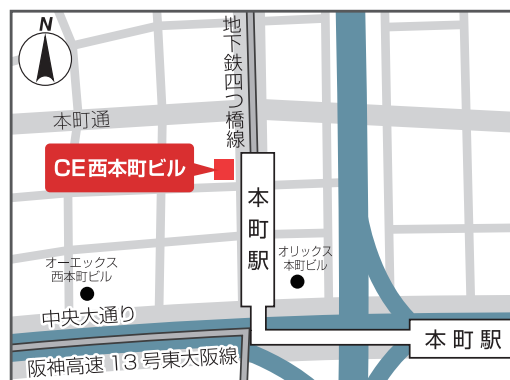 N
地下鉄四つ橋線
本町通
CE西本町ビル
本町駅
オリックス
本町ビル
オーエックス
西本町ビル
中央大通り
本町駅
阪神高速13号東大阪線